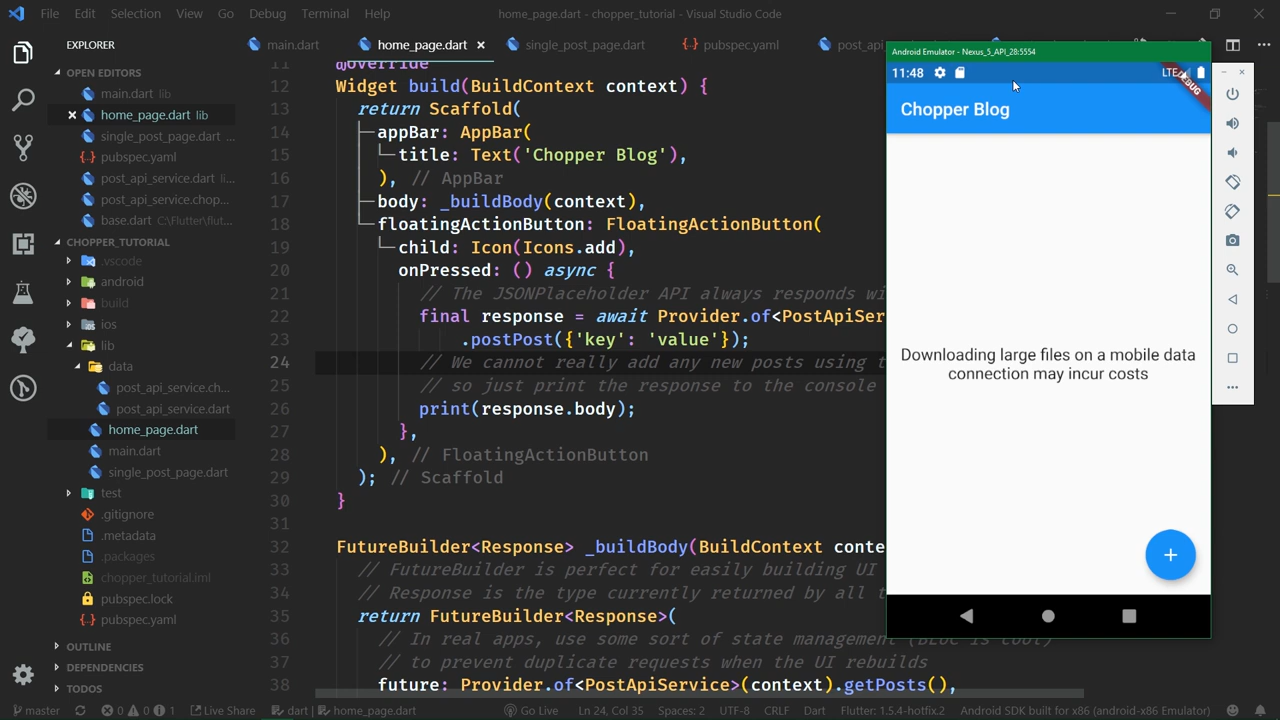 File Edit Selection View Go Debug Terminal Help
home_page.dart - chopper_tutorial - Visual Studio Code
EXPLORER
main.dart
home_page.dart
single_post_page.dart
pubspec.yaml
OPEN EDITORS
main.dart lib
home_page.dart lib
single_post_page.dart ...
pubspec.yaml
post_api_service.dart li...
post_api_service.chop...
base.dart C:\Flutter\flut...
CHOPPER_TUTORIAL
.vscode
android
build
ios
lib
data
post_api_service.ch...
post_api_service.dart
home_page.dart
main.dart
single_post_page.dart
test
.gitignore
.metadata
.packages
chopper_tutorial.iml
pubspec.lock
pubspec.yaml
OUTLINE
DEPENDENCIES
TODOS
11 @override
12 Widget build(BuildContext context) {
13 return Scaffold(
14 appBar: AppBar(
15 title: Text('Chopper Blog'),
16 ), // AppBar
17 body: _buildBody(context),
18 floatingActionButton: FloatingActionButton(
19 child: Icon(Icons.add),
20 onPressed: () async {
21 // The JSONPlaceholder API always responds wi
22 final response = await Provider.of<PostApiSer
23 .postPost({'key': 'value'});
24 // We cannot really add any new posts using t
25 // so just print the response to the console
26 print(response.body);
27 },
28 ), // FloatingActionButton
29 ); // Scaffold
30 }
31
32 FutureBuilder<Response> _buildBody(BuildContext conte
33 // FutureBuilder is perfect for easily building UI
34 // Response is the type currently returned by all t
35 return FutureBuilder<Response>(
36 // In real apps, use some sort of state management (BLoC is cool)
37 // to prevent duplicate requests when the UI rebuilds
38 future: Provider.of<PostApiService>(context).getPosts(),
Android Emulator - Nexus_5_API_28:5554
11:48 LTE
DEBUG
Chopper Blog
Downloading large files on a mobile data
connection may incur costs
master 0 0 1 Live Share dart | home_page.dart Go Live Ln 24, Col 35 Spaces: 2 UTF-8 CRLF Dart Flutter: 1.5.4-hotfix.2 Android SDK built for x86 (android-x86 Emulator)